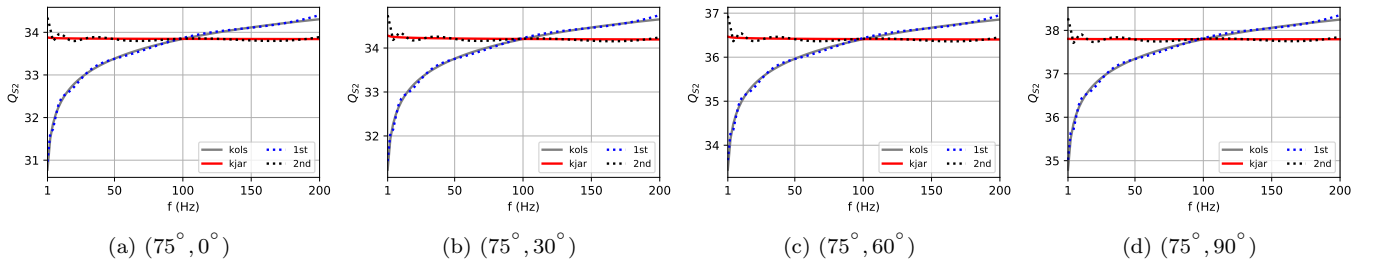 34
33
32
31
Q_{S2}
1 50 100 150 200
f (Hz)
kols 1st
kjar 2nd
(a) (75°, 0°)
34
33
32
Q_{S2}
1 50 100 150 200
f (Hz)
kols 1st
kjar 2nd
(b) (75°, 30°)
37
36
35
34
Q_{S2}
1 50 100 150 200
f (Hz)
kols 1st
kjar 2nd
(c) (75°, 60°)
38
37
36
35
Q_{S2}
1 50 100 150 200
f (Hz)
kols 1st
kjar 2nd
(d) (75°, 90°)